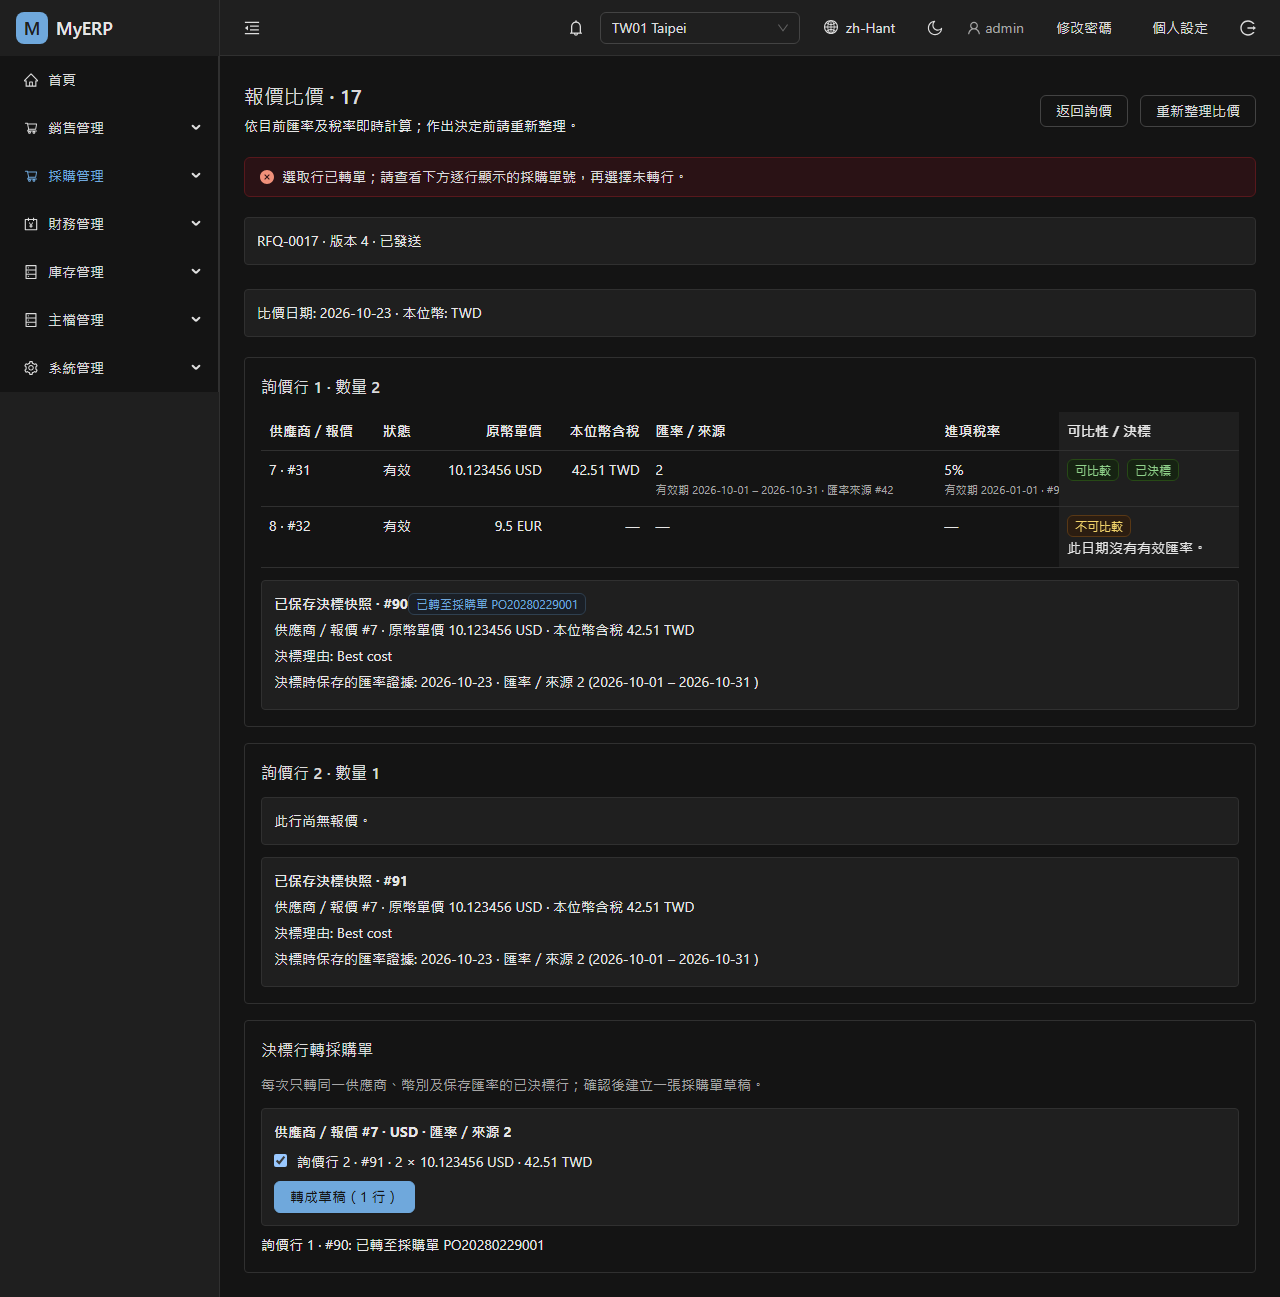 M MyERP
TW01 Taipei
zh-Hant
admin
修改密碼
個人設定
首頁
銷售管理
採購管理
財務管理
庫存管理
主檔管理
系統管理
報價比價 · 17
依目前匯率及稅率即時計算；作出決定前請重新整理。
返回詢價
重新整理比價
選取行已轉單；請查看下方逐行顯示的採購單號，再選擇未轉行。
RFQ-0017 · 版本 4 · 已發送
比價日期: 2026-10-23 · 本位幣: TWD
詢價行 1 · 數量 2
供應商 / 報價 狀態 原幣單價 本位幣含稅 匯率 / 來源 進項稅率 可比性 / 決標
7 · #31 有效 10.123456 USD 42.51 TWD 2 5% 可比較 已決標
有效期 2026-10-01 – 2026-10-31 · 匯率來源 #42 有效期 2026-01-01 · #9
8 · #32 有效 9.5 EUR — — — 不可比較
此日期沒有有效匯率。
已保存決標快照 · #90 已轉至採購單 PO20280229001
供應商 / 報價 #7 · 原幣單價 10.123456 USD · 本位幣含稅 42.51 TWD
決標理由: Best cost
決標時保存的匯率證據: 2026-10-23 · 匯率 / 來源 2 (2026-10-01 – 2026-10-31 )
詢價行 2 · 數量 1
此行尚無報價。
已保存決標快照 · #91
供應商 / 報價 #7 · 原幣單價 10.123456 USD · 本位幣含稅 42.51 TWD
決標理由: Best cost
決標時保存的匯率證據: 2026-10-23 · 匯率 / 來源 2 (2026-10-01 – 2026-10-31 )
決標行轉採購單
每次只轉同一供應商、幣別及保存匯率的已決標行；確認後建立一張採購單草稿。
供應商 / 報價 #7 · USD · 匯率 / 來源 2
詢價行 2 · #91 · 2 × 10.123456 USD · 42.51 TWD
轉成草稿（1 行）
詢價行 1 · #90: 已轉至採購單 PO20280229001